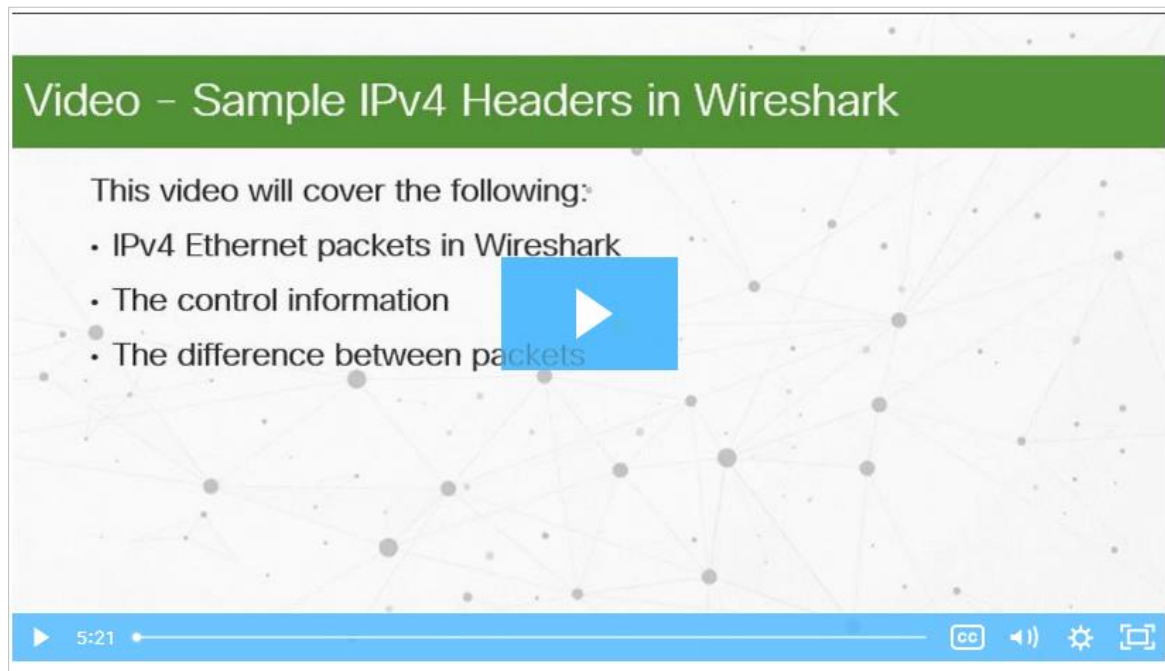 Video - Sample IPv4 Headers in Wireshark
This video will cover the following:
• IPv4 Ethernet packets in Wireshark
• The control information
• The difference between packets
5:21
CC